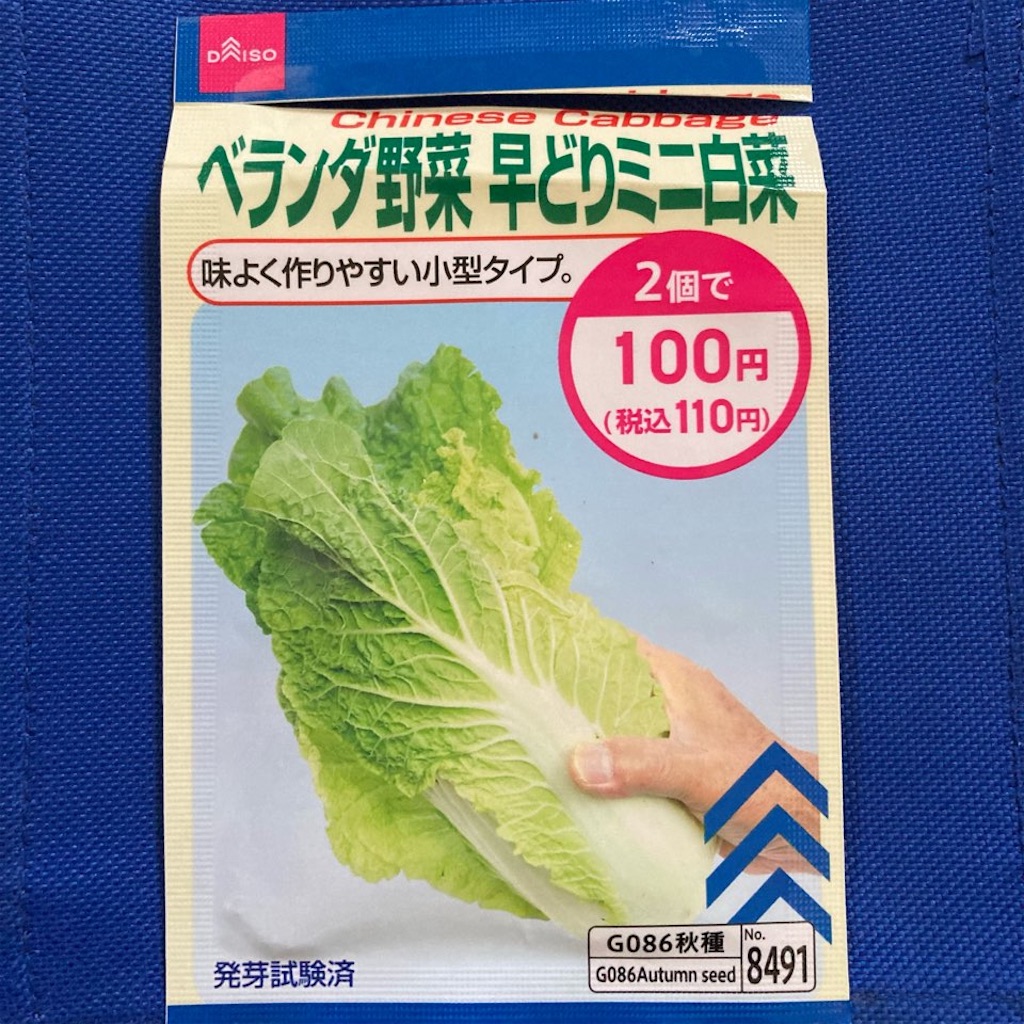 DAISO
Chinese Cabbage
ベランダ野菜 早どりミニ白菜
味よく作りやすい小型タイプ。
2個で
100円
(税込110円)
発芽試験済
G086秋種
G086Autumn seed
No.
8491